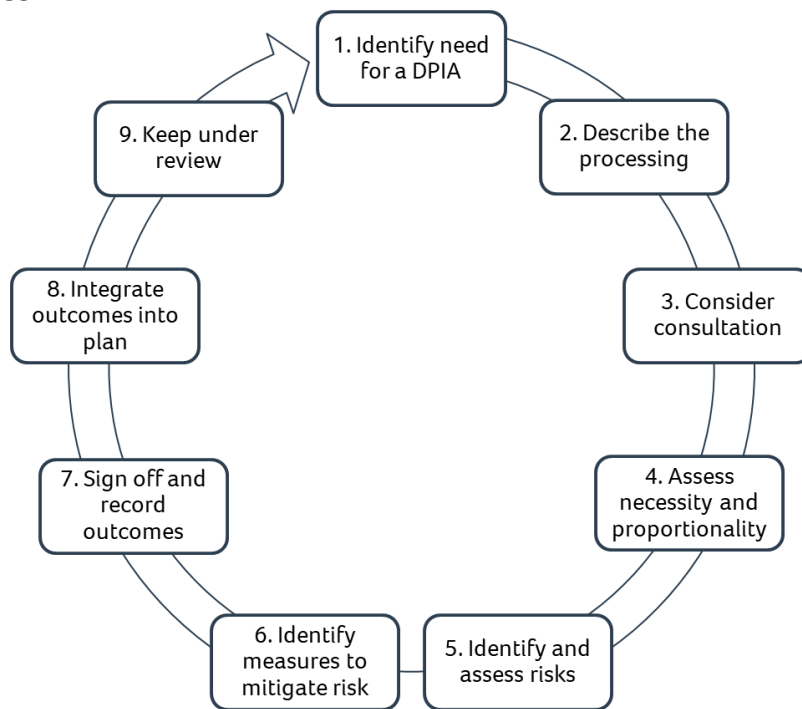 1. Identify need
for a DPIA
2. Describe the
processing
3. Consider
consultation
4. Assess
necessity and
proportionality
5. Identify and
assess risks
6. Identify
measures to
mitigate risk
7. Sign off and
record
outcomes
8. Integrate
outcomes into
plan
9. Keep under
review